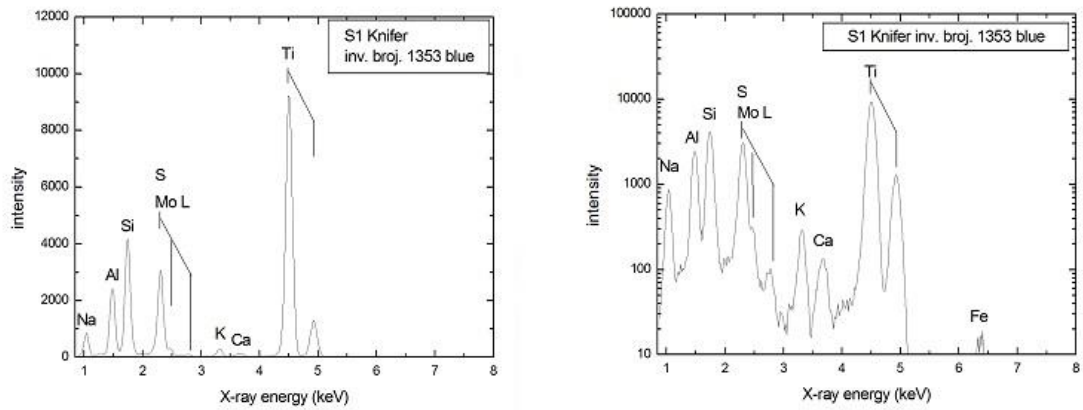 S1 Knifer
inv. broj. 1353 blue
12000
10000
8000
6000
4000
2000
0
intensity
Na
Al
Si
S
Mo L
K
Ca
Ti
1 2 3 4 5 6 7 8
X-ray energy (keV)
S1 Knifer inv. broj. 1353 blue
100000
10000
1000
100
10
intensity
Na
Al
Si
S
Mo L
K
Ca
Ti
Fe
1 2 3 4 5 6 7 8
X-ray energy (keV)